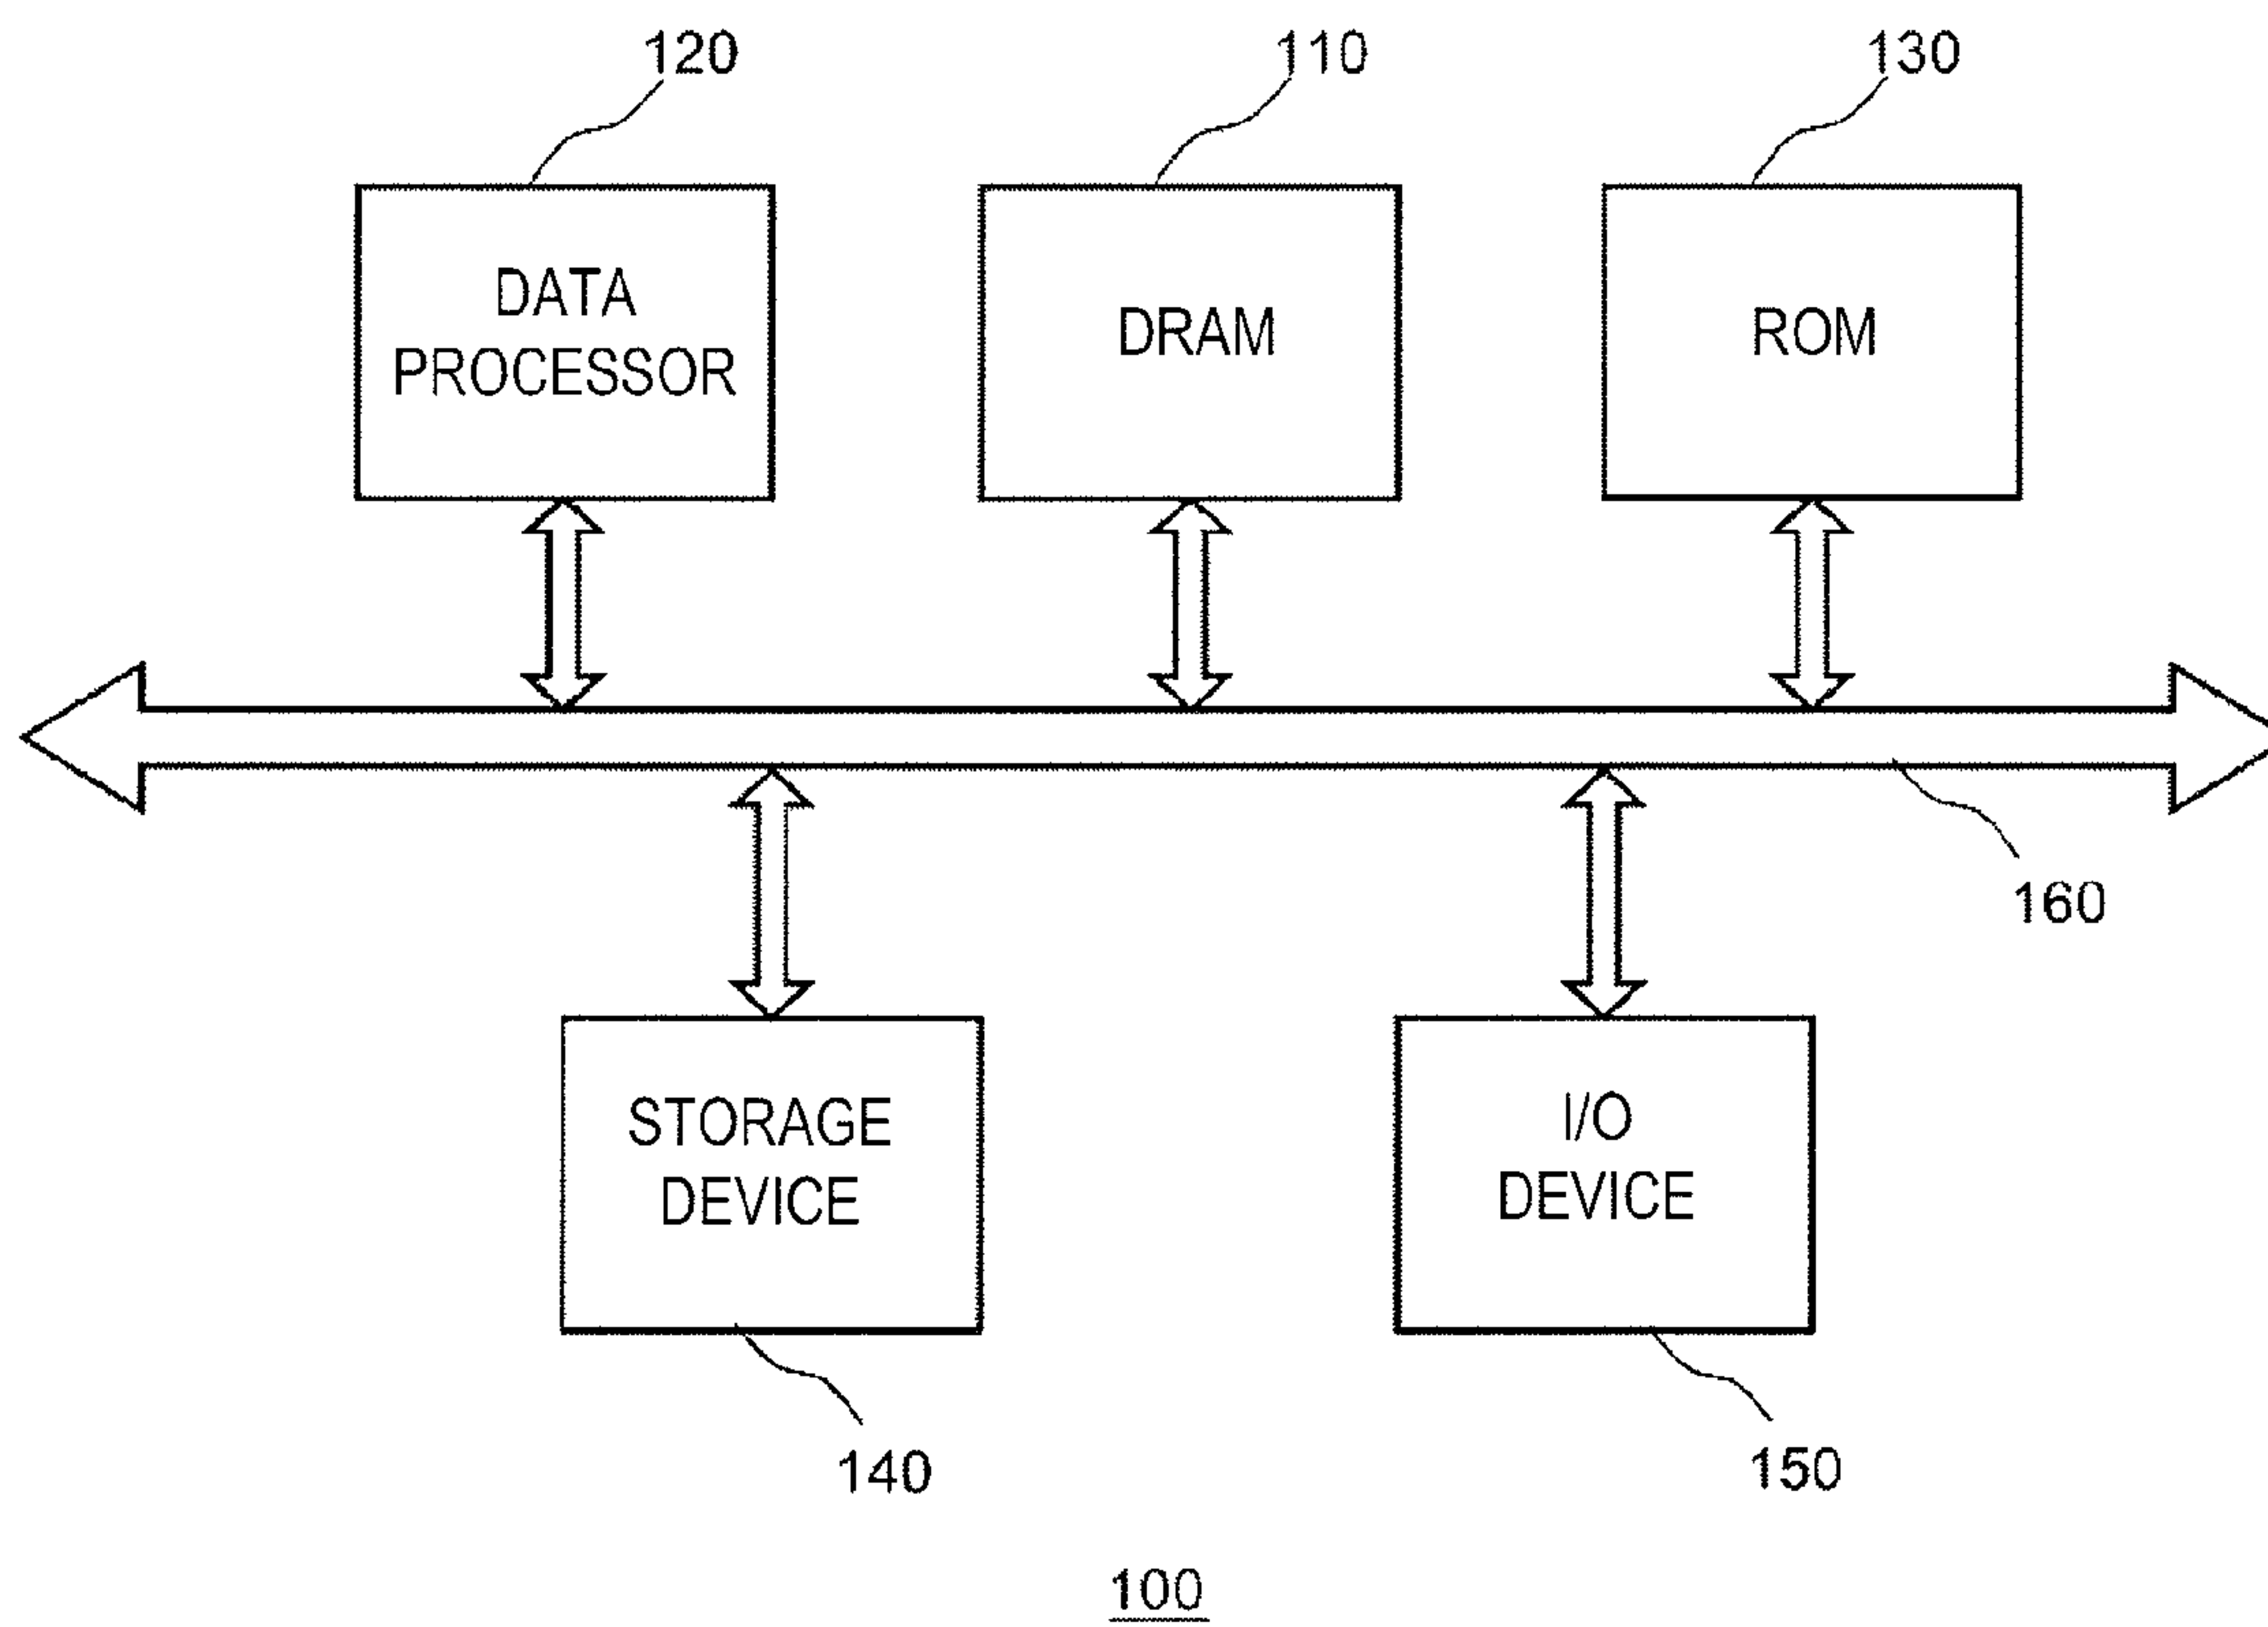 120
110
130
DATA
PROCESSOR
DRAM
ROM
160
STORAGE
DEVICE
I/O
DEVICE
140
150
100